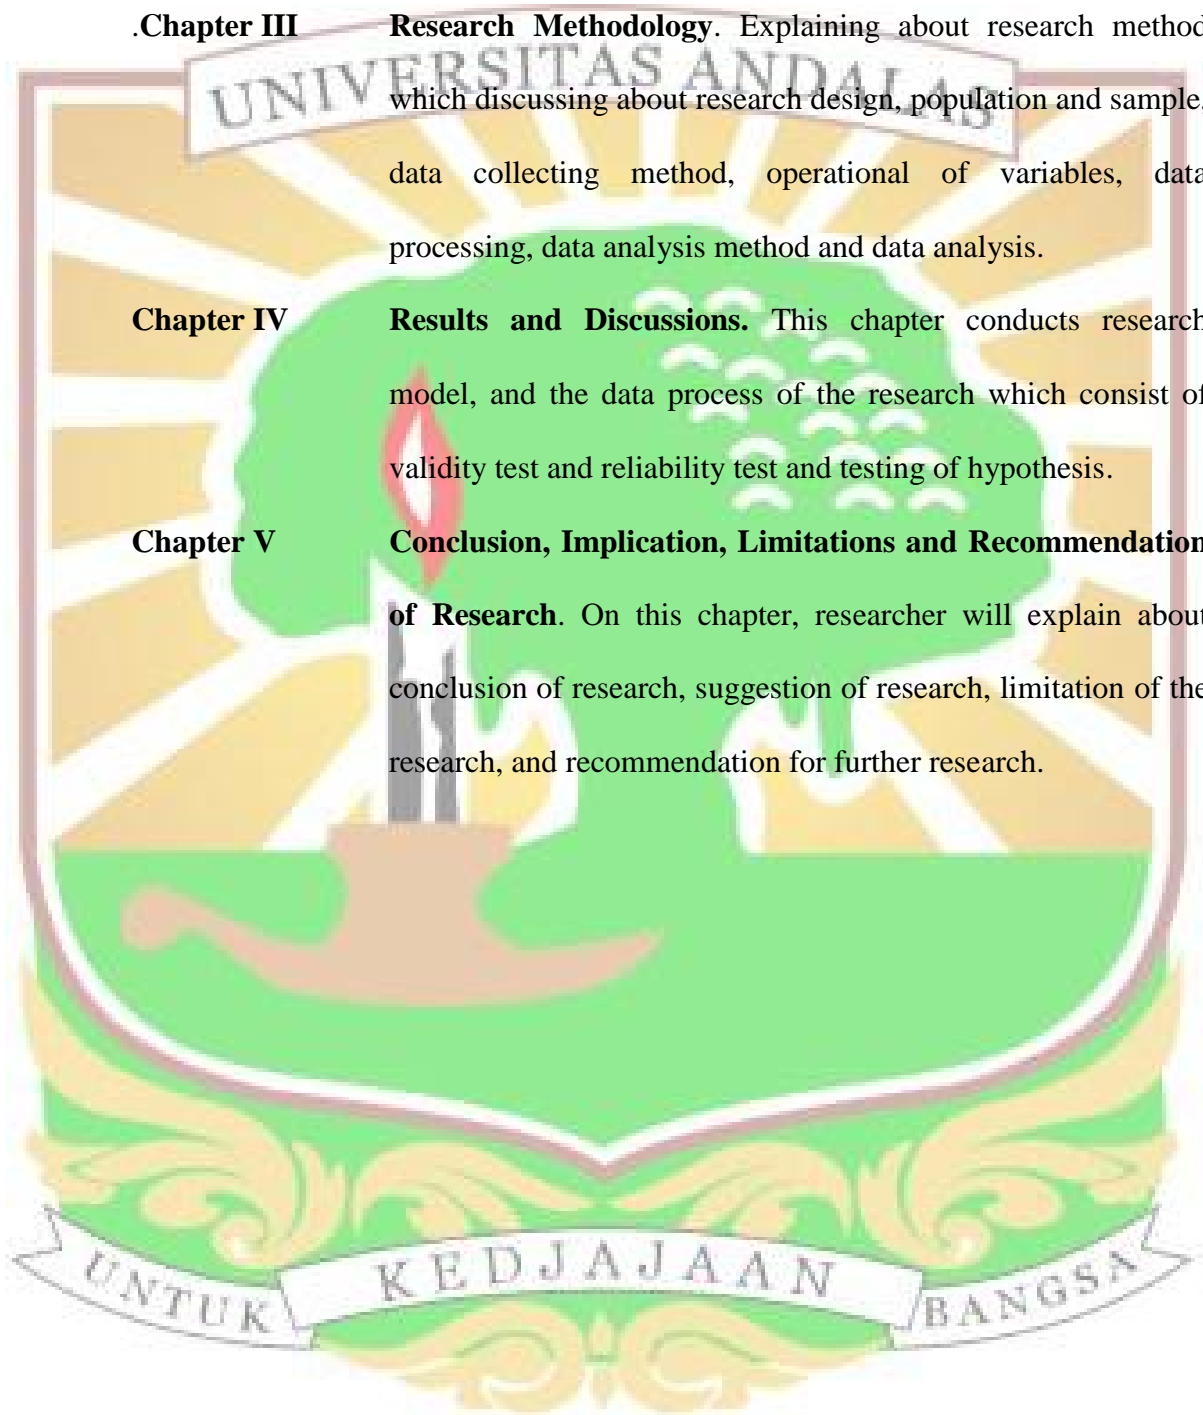 .Chapter III Research Methodology. Explaining about research method
UNIVERSITAS ANDALAS
which discussing about research design, population and sample,
data collecting method, operational of variables, data
processing, data analysis method and data analysis.
Chapter IV Results and Discussions. This chapter conducts research
model, and the data process of the research which consist of
validity test and reliability test and testing of hypothesis.
Chapter V Conclusion, Implication, Limitations and Recommendation
of Research. On this chapter, researcher will explain about
conclusion of research, suggestion of research, limitation of the
research, and recommendation for further research.
UNTUK KEDJAJAAN BANGSA